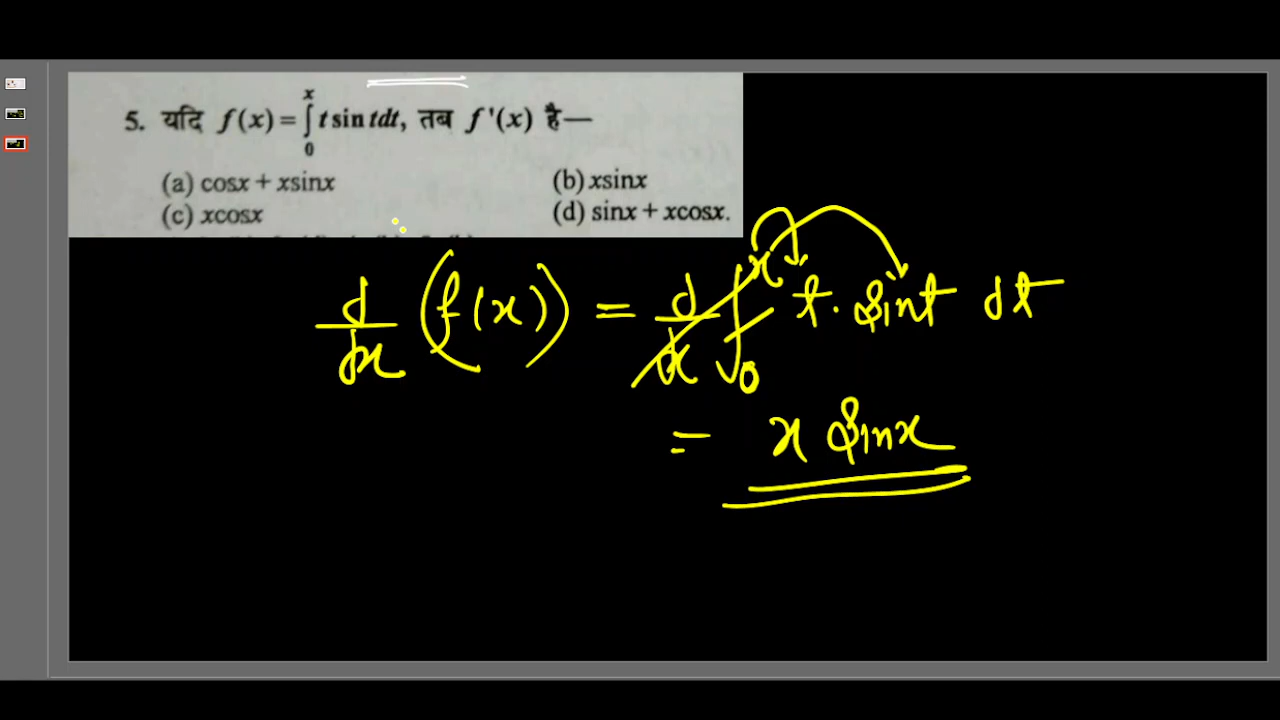 5. यदि f(x) = ∫₀ˣ t sin t dt, तब f'(x) है—
(a) cosx + xsinx (b) xsinx
(c) xcosx (d) sinx + xcosx.
d/dx (f(x)) = d/dx ∫₀ˣ t. sint dt
= x sinx